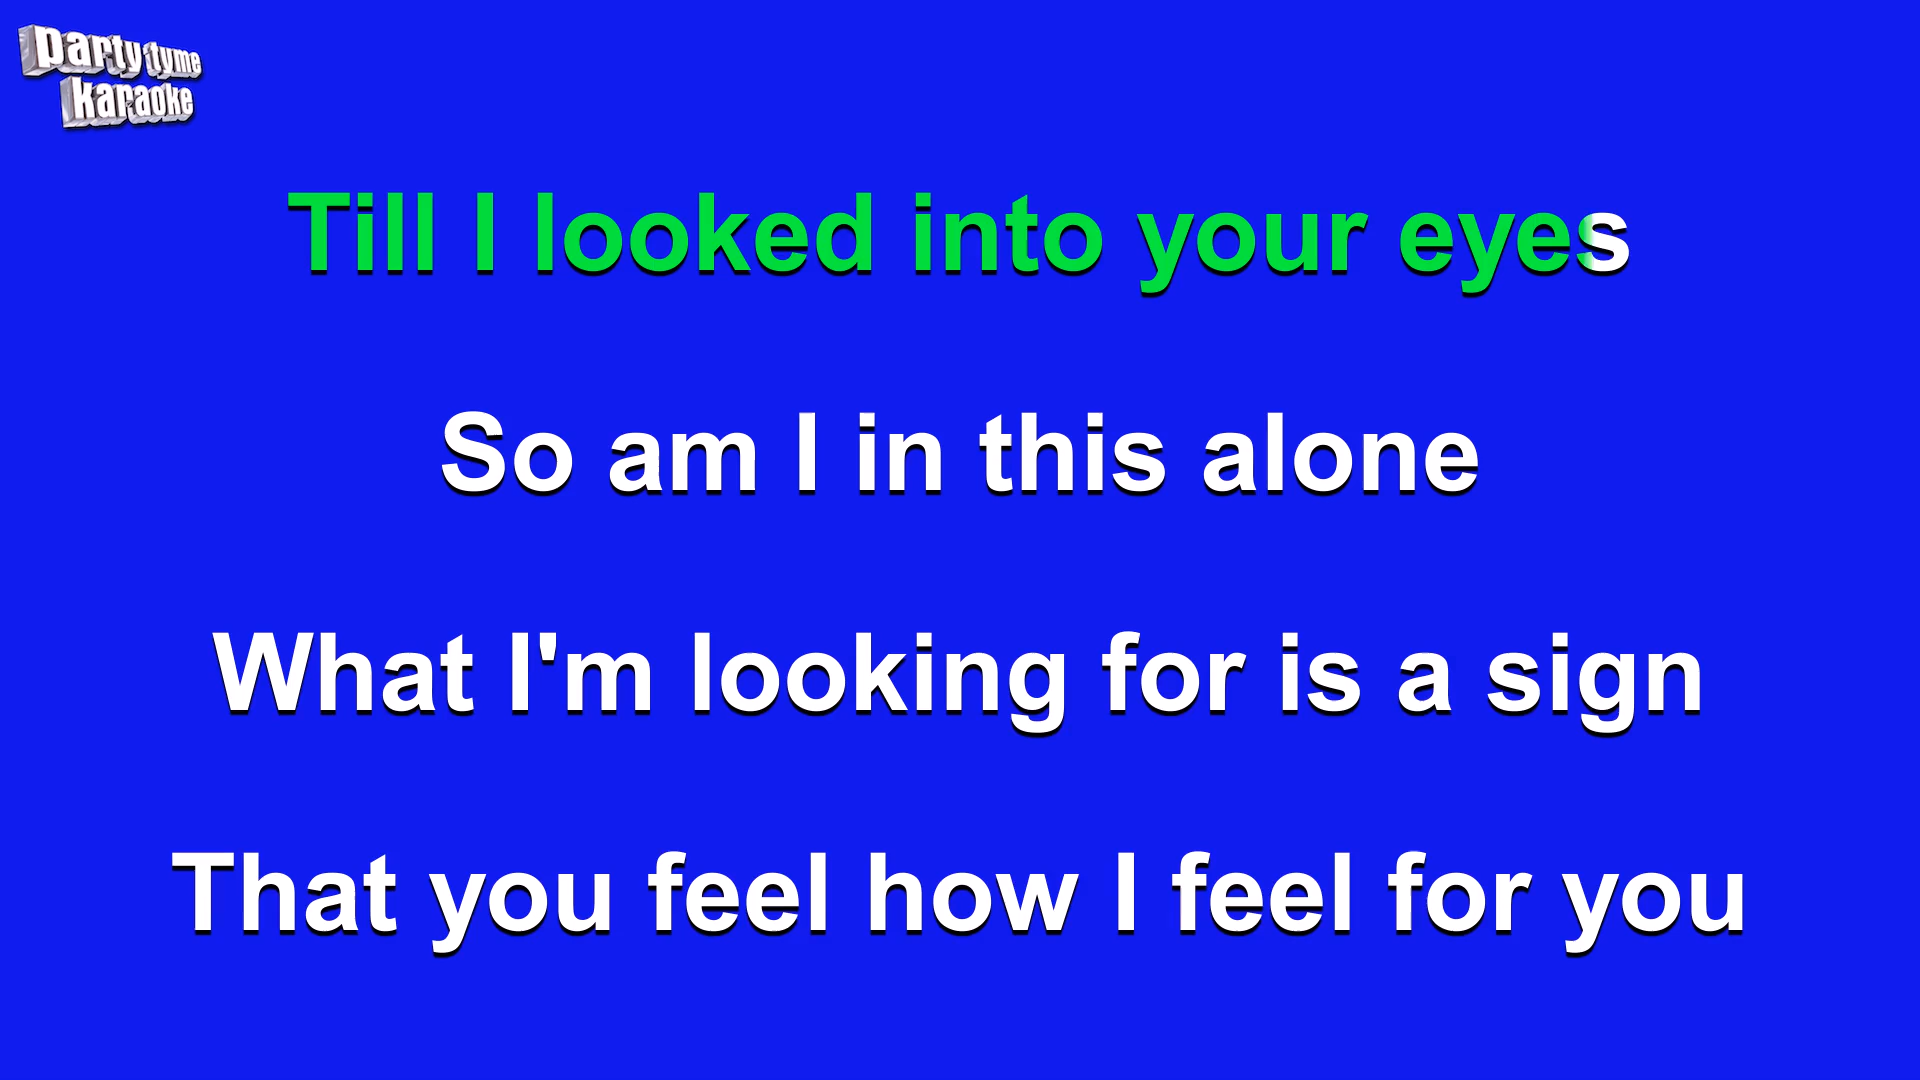 party tyme
karaoke
Till I looked into your eyes
So am I in this alone
What I'm looking for is a sign
That you feel how I feel for you